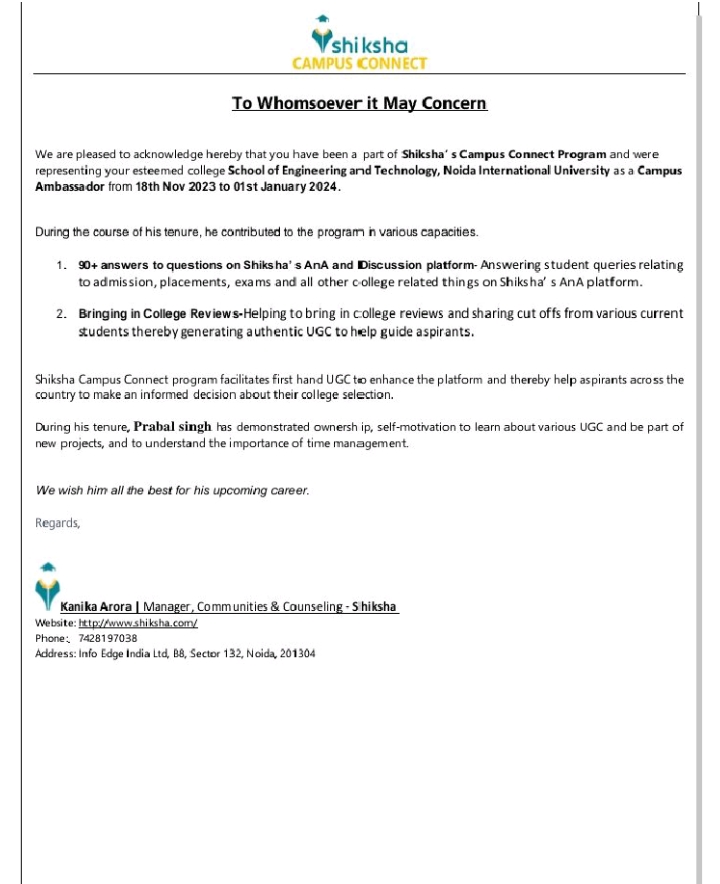 shiksha
CAMPUS CONNECT
To Whomsoever it May Concern
We are pleased to acknowledge hereby that you have been a part of Shiksha's Campus Connect Program and were
representing your esteemed college School of Engineering and Technology, Noida International University as a Campus
Ambassador from 18th Nov 2023 to 01st January 2024.
During the course of his tenure, he contributed to the program in various capacities.
1. 90+ answers to questions on Shiksha's AnA and Discussion platform- Answering student queries relating
to admission, placements, exams and all other college related things on Shiksha's AnA platform.
2. Bringing in College Reviews-Helping to bring in college reviews and sharing cut offs from various current
students thereby generating authentic UGC to help guide aspirants.
Shiksha Campus Connect program facilitates first hand UGC to enhance the platform and thereby help aspirants across the
country to make an informed decision about their college selection.
During his tenure, Prabal singh has demonstrated ownership, self-motivation to learn about various UGC and be part of
new projects, and to understand the importance of time management.
We wish him all the best for his upcoming career.
Regards,
Kanika Arora | Manager, Communities & Counseling - Shiksha
Website: http://www.shiksha.com/
Phone: 7428197038
Address: Info Edge India Ltd, B8, Sector 132, Noida, 201304